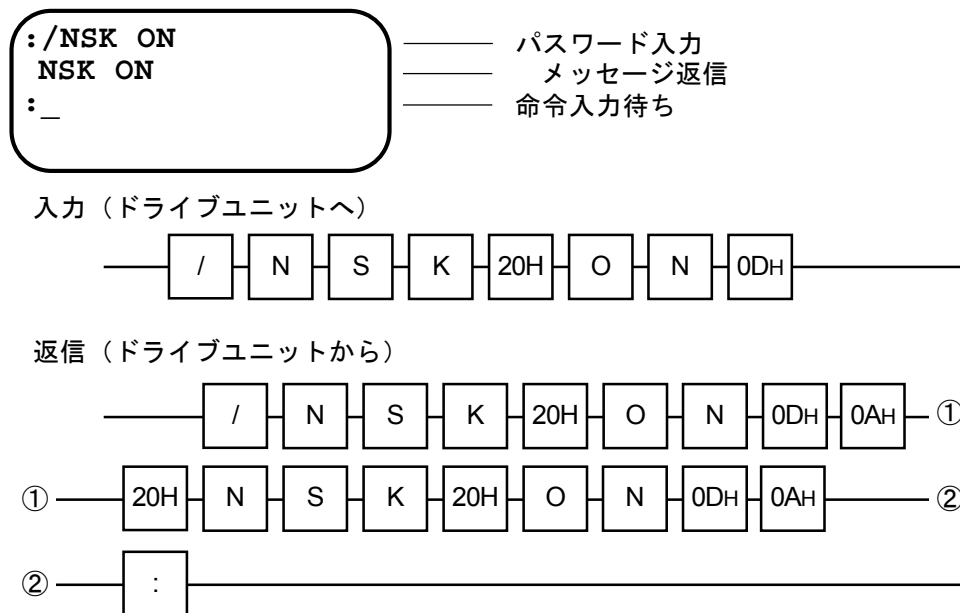 :/NSK ON
パスワード入力
NSK ON
メッセージ返信
:_
命令入力待ち
入力（ドライブユニットへ）
/ N S K 20H O N 0DH
返信（ドライブユニットから）
/ N S K 20H O N 0DH 0AH ①
① 20H N S K 20H O N 0DH 0AH ②
② :